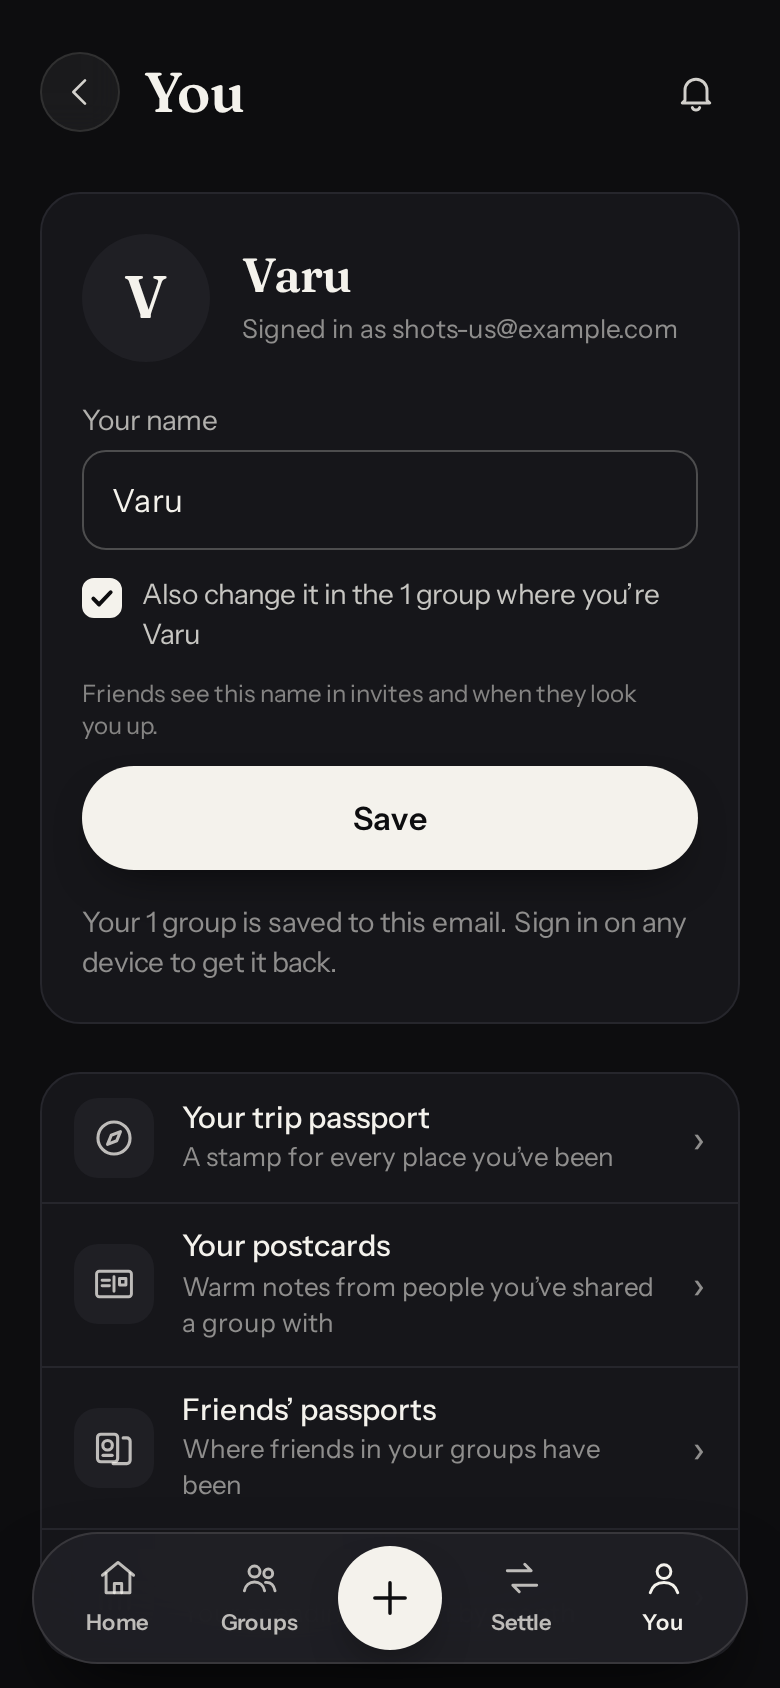 You
V
Varu
Signed in as shots-us@example.com
Your name
Varu
Also change it in the 1 group where you’re
Varu
Friends see this name in invites and when they look
you up.
Save
Your 1 group is saved to this email. Sign in on any
device to get it back.
Your trip passport
A stamp for every place you’ve been
Your postcards
Warm notes from people you’ve shared
a group with
Friends’ passports
Where friends in your groups have
been
Home
Groups
Settle
You